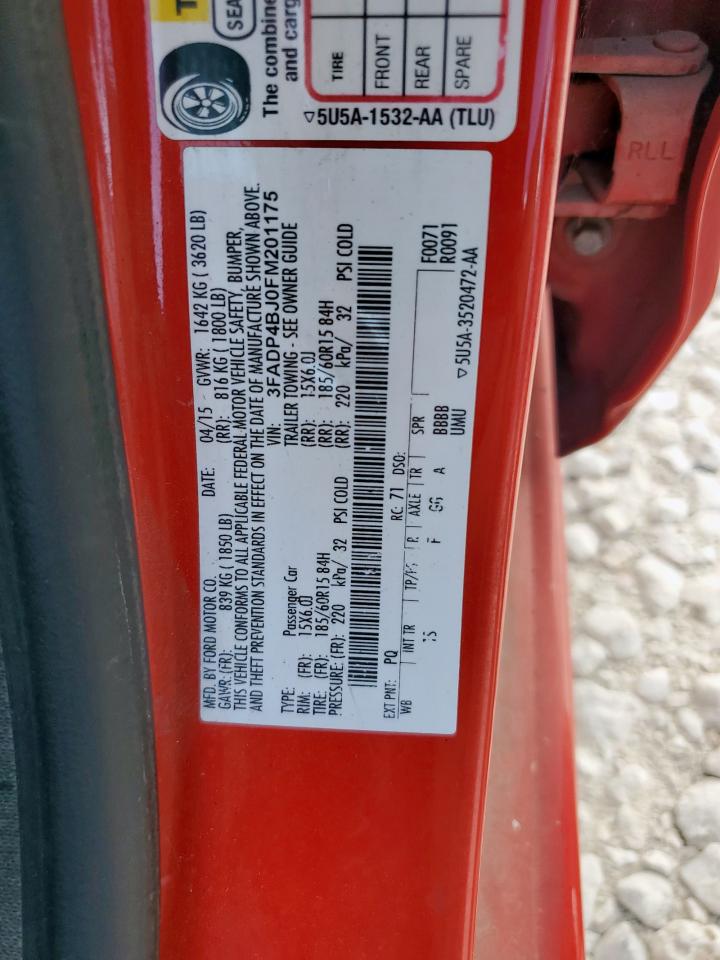 SEA
The combine
and carg
TIRE
FRONT
REAR
SPARE
▽5U5A-1532-AA (TLU)
MFD. BY FORD MOTOR CO. DATE: 04/15 GVWR: 1642 KG ( 3620 LB)
GAWR: (FR): 839 KG ( 1850 LB) (RR): 816 KG ( 1800 LB)
THIS VEHICLE CONFORMS TO ALL APPLICABLE FEDERAL MOTOR VEHICLE SAFETY, BUMPER,
AND THEFT PREVENTION STANDARDS IN EFFECT ON THE DATE OF MANUFACTURE SHOWN ABOVE.
VIN: 3FADP4BJ0FM201175
TYPE: Passenger Car TRAILER TOWING - SEE OWNER GUIDE
RIM: (FR): 15X6.0J (RR): 15X6.0J
TIRE: (FR): 185/60R15 84H (RR): 185/60R15 84H
PRESSURE: (FR): 220 kPa/ 32 PSI COLD (RR): 220 kPa/ 32 PSI COLD
EXT PNT: PQ RC: 71 DSO: F0071
R0091
WB INT TR TP/PS R AXLE TR SPR
F A BBBB
UMU
▽5U5A-3520472-AA
RLL